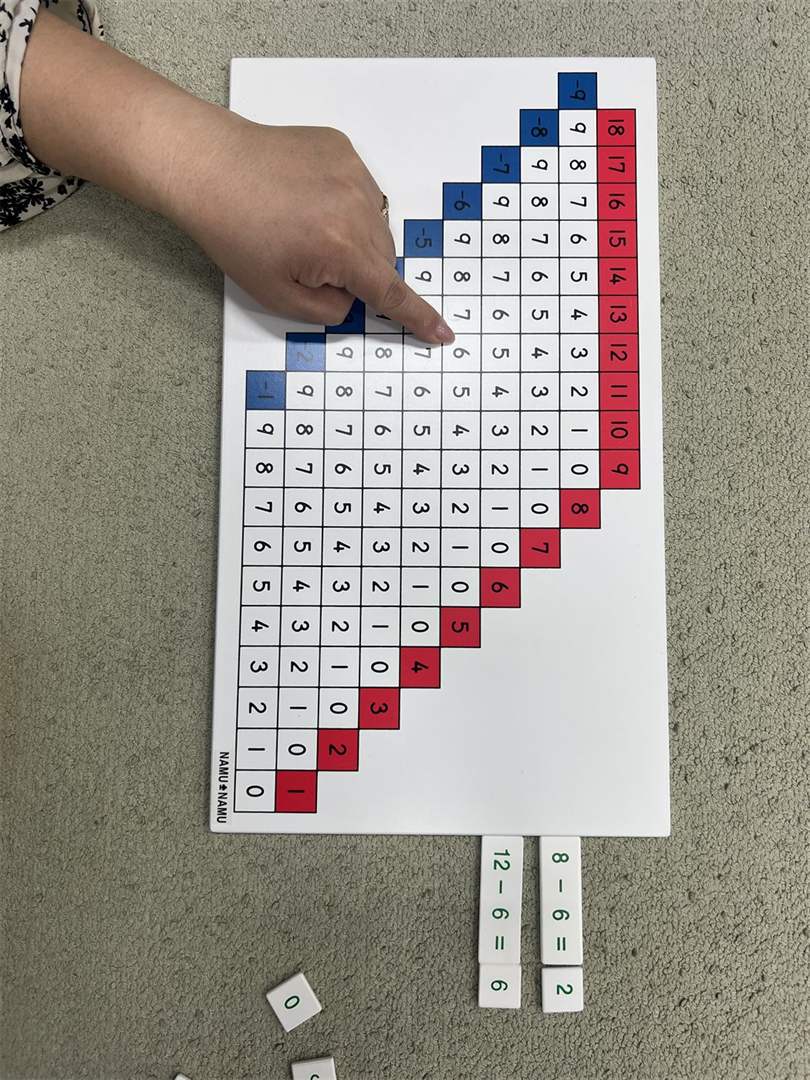 18 17 16 15 14 13 12 11 10 9
-9 9 8 7 6 5 4 3 2 1 0 8
-8 9 8 7 6 5 4 3 2 1 0 7
-7 9 8 7 6 5 4 3 2 1 0 6
-6 9 8 7 6 5 4 3 2 1 0 5
-5 9 7 6 5 4 3 2 1 0 4
8 7 6 5 4 3 2 1 0 3
9 8 7 6 5 4 3 2 1 0 2
-2 9 8 7 6 5 4 3 2 1 0 1
-1 9 8 7 6 5 4 3 2 1 0
NAMU NAMU
8 - 6 = 2
12 - 6 = 6
0